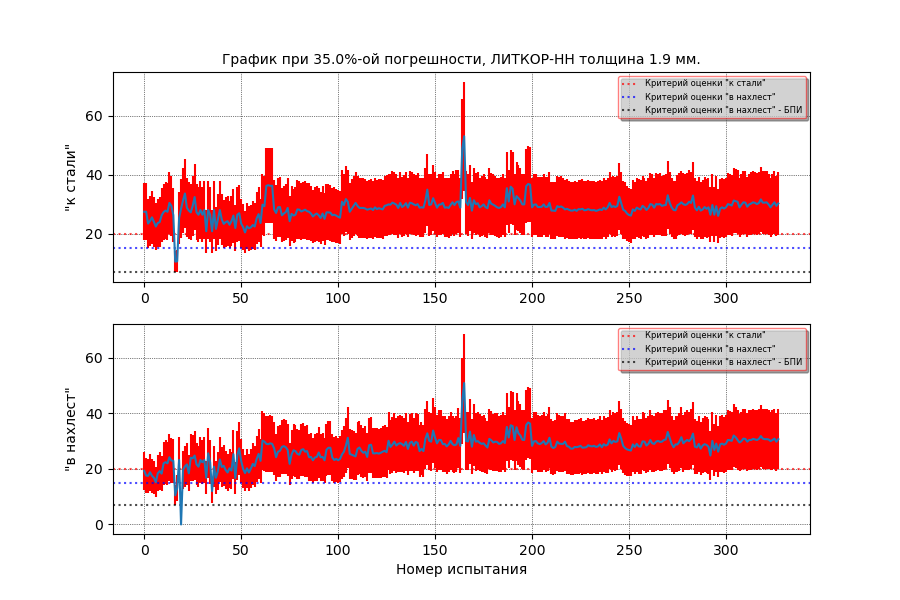 График при 35.0%-ой погрешности, ЛИТКОР-НН толщина 1.9 мм.
Критерий оценки "к стали"
Критерий оценки "в нахлест"
Критерий оценки "в нахлест" - БПИ
"к стали"
60
40
20
0 50 100 150 200 250 300
Критерий оценки "к стали"
Критерий оценки "в нахлест"
Критерий оценки "в нахлест" - БПИ
"в нахлест"
60
40
20
0
0 50 100 150 200 250 300
Номер испытания